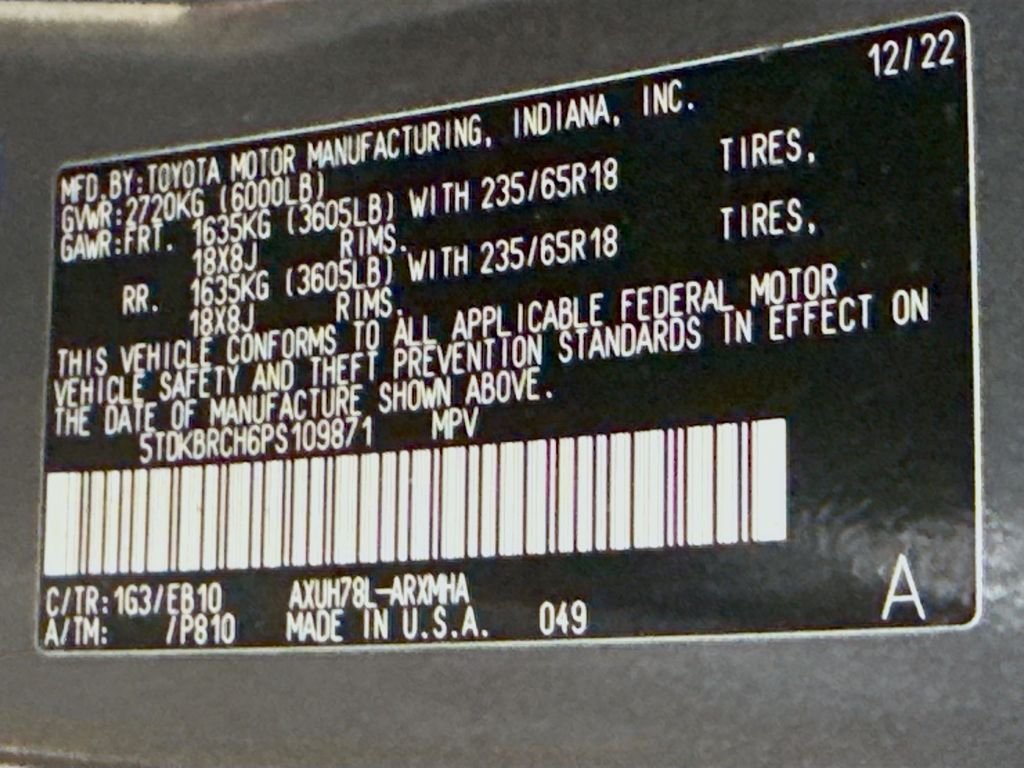 12/22
MFD.BY:TOYOTA MOTOR MANUFACTURING, INDIANA, INC.
GVWR:2720KG (6000LB)
GAWR:FRT. 1635KG (3605LB) WITH 235/65R18 TIRES,
18X8J RIMS.
RR. 1635KG (3605LB) WITH 235/65R18 TIRES,
18X8J RIMS.
THIS VEHICLE CONFORMS TO ALL APPLICABLE FEDERAL MOTOR
VEHICLE SAFETY AND THEFT PREVENTION STANDARDS IN EFFECT ON
THE DATE OF MANUFACTURE SHOWN ABOVE.
5TDKBRCH6PS109871 MPV
C/TR:1G3/EB10 AXUH78L-ARXMHA
A/TM: /P810 MADE IN U.S.A. 049
A